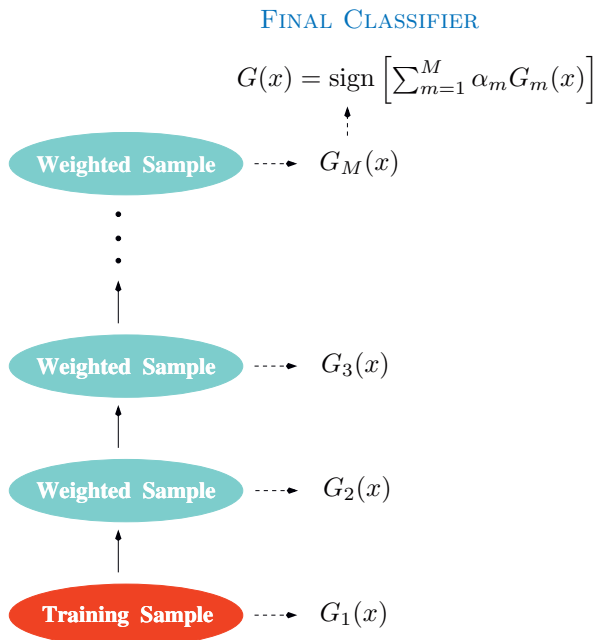 FINAL CLASSIFIER
G(x) = sign [∑_{m=1}^{M} α_m G_m(x)]
Weighted Sample G_M(x)
Weighted Sample G_3(x)
Weighted Sample G_2(x)
Training Sample G_1(x)